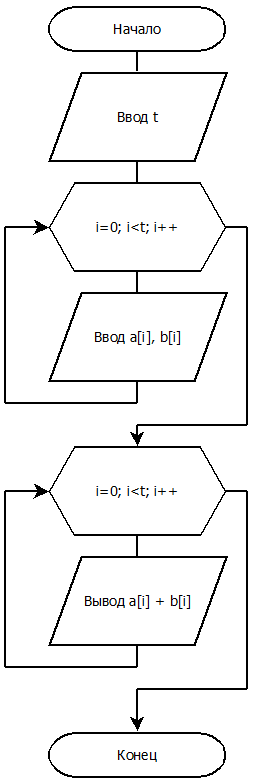 Начало
Ввод t
i=0; i<t; i++
Ввод a[i], b[i]
i=0; i<t; i++
Вывод a[i] + b[i]
Конец